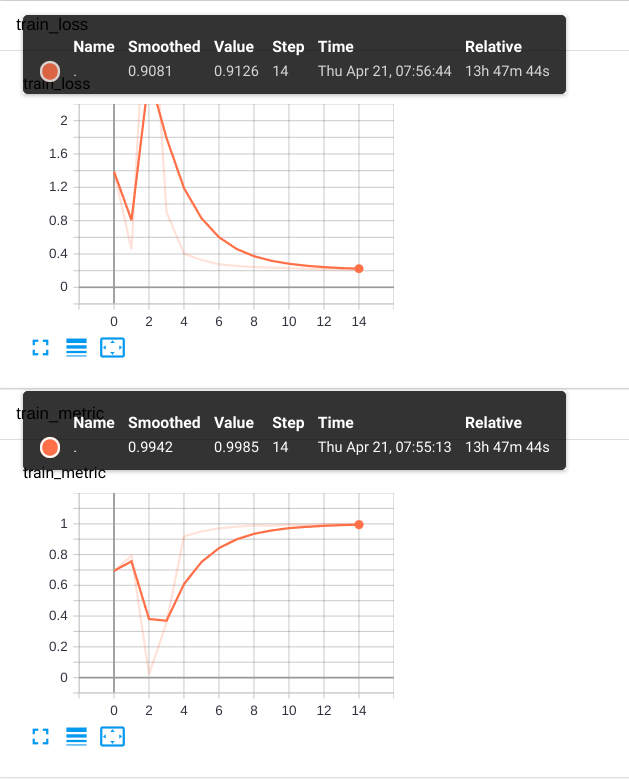 train_loss
Name Smoothed Value Step Time Relative
. 0.9081 0.9126 14 Thu Apr 21, 07:56:44 13h 47m 44s
train_loss
2
1.6
1.2
0.8
0.4
0
0 2 4 6 8 10 12 14
train_metric
Name Smoothed Value Step Time Relative
. 0.9942 0.9985 14 Thu Apr 21, 07:55:13 13h 47m 44s
train_metric
1
0.8
0.6
0.4
0.2
0
0 2 4 6 8 10 12 14